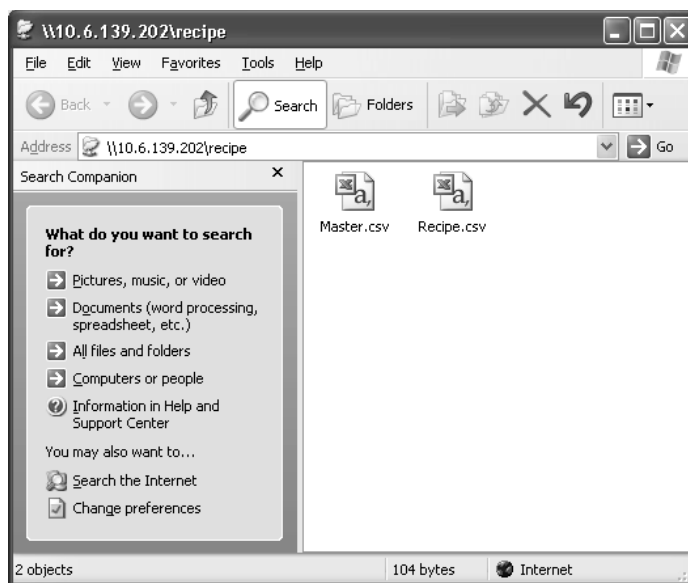 \\10.6.139.202\recipe
File Edit View Favorites Tools Help
Back Search Folders
Address \\10.6.139.202\recipe Go
Search Companion x
What do you want to search
for?
Pictures, music, or video
Documents (word processing,
spreadsheet, etc.)
All files and folders
Computers or people
Information in Help and
Support Center
You may also want to...
Search the Internet
Change preferences
Master.csv Recipe.csv
2 objects 104 bytes Internet